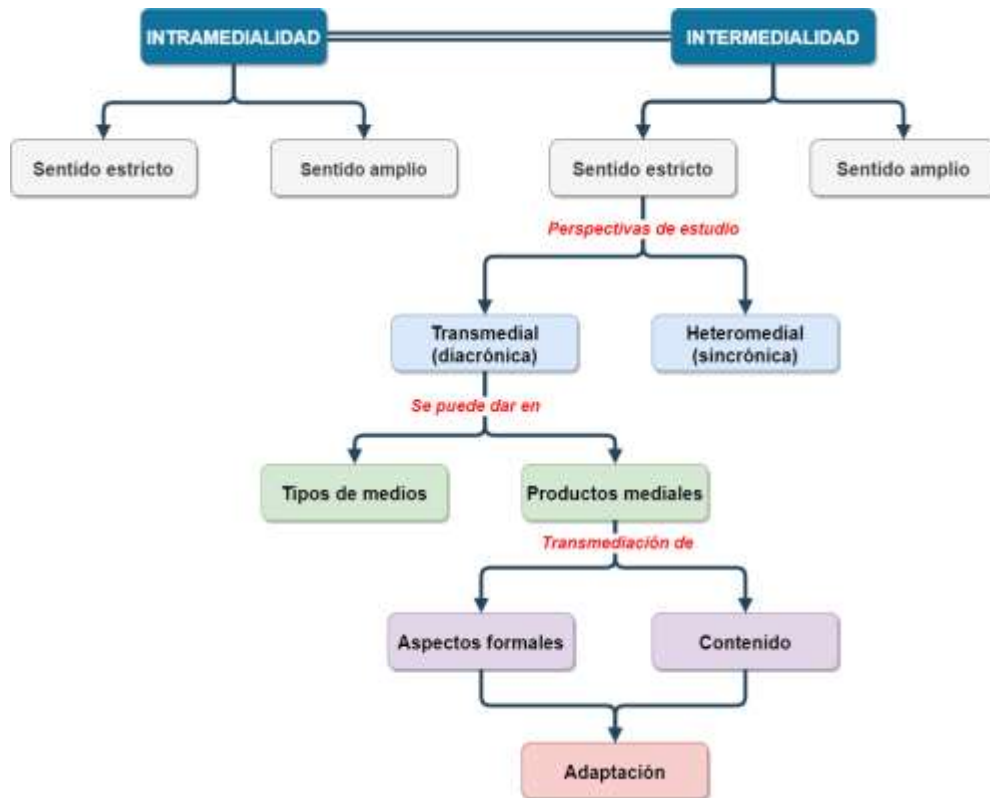 INTRAMEDIALIDAD
INTERMEDIALIDAD
Sentido estricto
Sentido amplio
Sentido estricto
Sentido amplio
Perspectivas de estudio
Transmedial
(diacrónica)
Heteromedial
(sincrónica)
Se puede dar en
Tipos de medios
Productos mediales
Transmediación de
Aspectos formales
Contenido
Adaptación